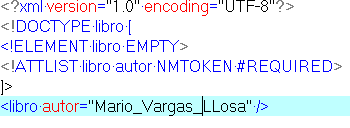 <?xml version="1.0" encoding="UTF-8"?>
<!DOCTYPE libro [
<!ELEMENT libro EMPTY>
<!ATTLIST libro autor NMTOKEN #REQUIRED>
]>
<libro autor="Mario_Vargas_LLosa" />